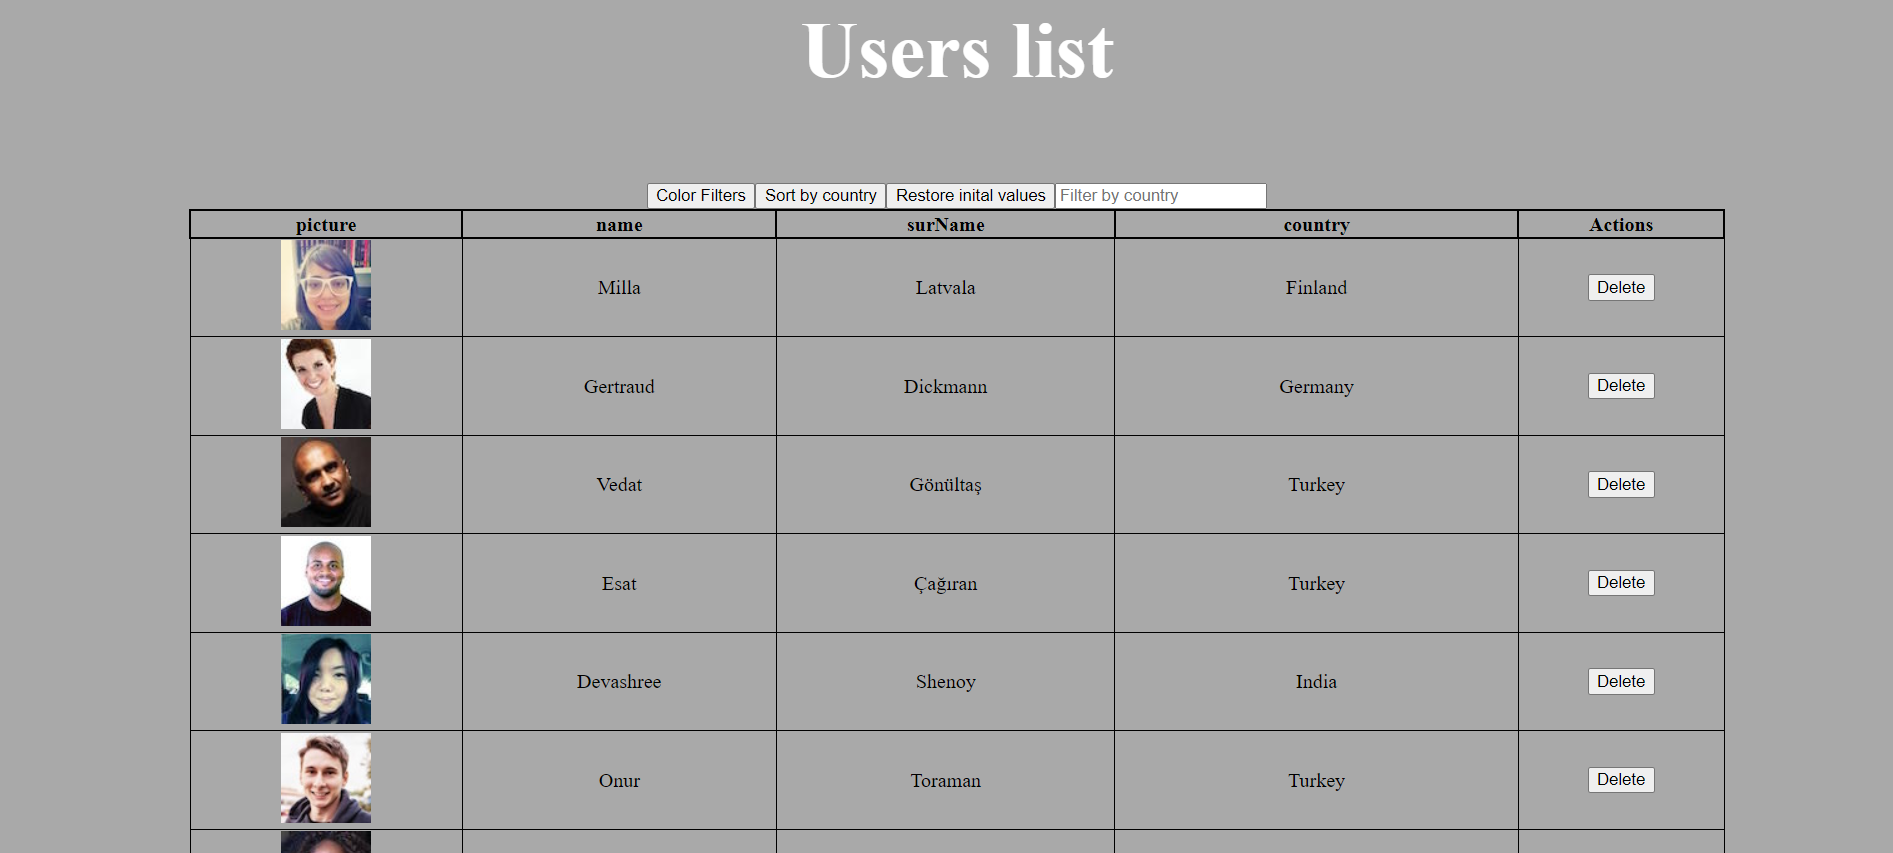 Users list
Color Filters Sort by country Restore inital values Filter by country
picture name surName country Actions
Milla Latvala Finland Delete
Gertraud Dickmann Germany Delete
Vedat Gönültaş Turkey Delete
Esat Çağıran Turkey Delete
Devashree Shenoy India Delete
Onur Toraman Turkey Delete